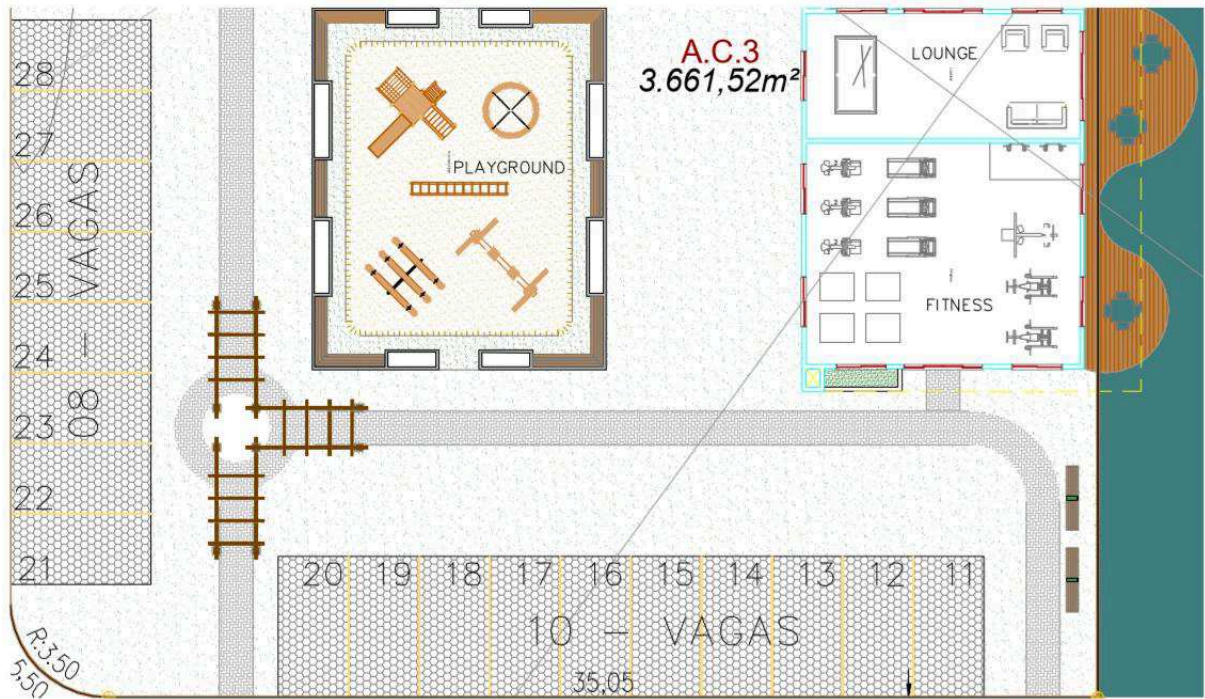 A.C.3
3.661,52m²
LOUNGE
PLAYGROUND
FITNESS
28
27
26
25
24
23
22
21
08 - VAGAS
20 19 18 17 16 15 14 13 12 11
10 - VAGAS
35,05
R:3.50
5,50